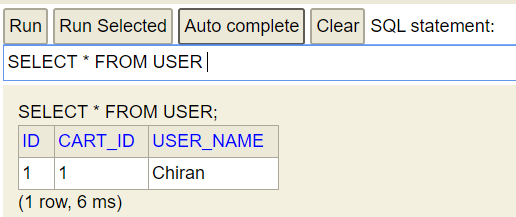 Run Run Selected Auto complete Clear SQL statement:
SELECT * FROM USER
SELECT * FROM USER;
ID CART_ID USER_NAME
1 1 Chiran
(1 row, 6 ms)